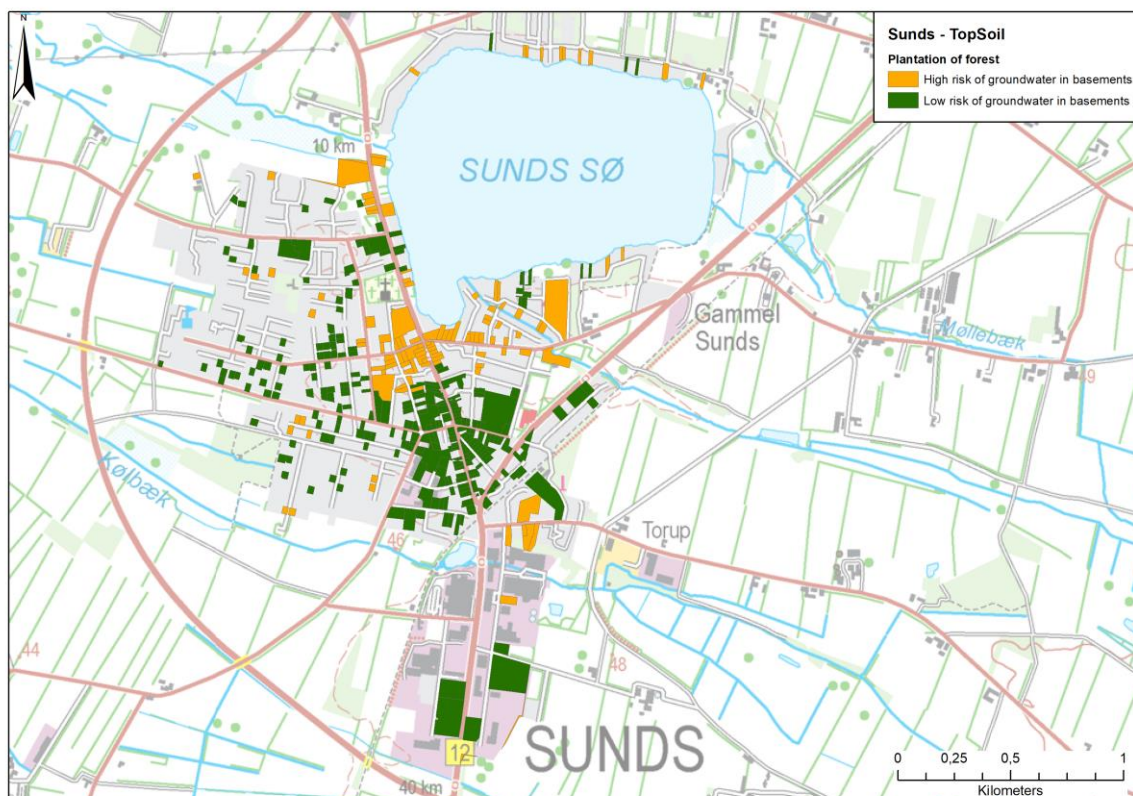 N
Sunds - TopSoil
Plantation of forest
High risk of groundwater in basements
Low risk of groundwater in basements
10 km
SUNDS SØ
Gammel
Sunds
Møllebæk
49
Kølbæk
46
Torup
44
48
SUNDS
12
40 km
0 0,25 0,5 1
Kilometers